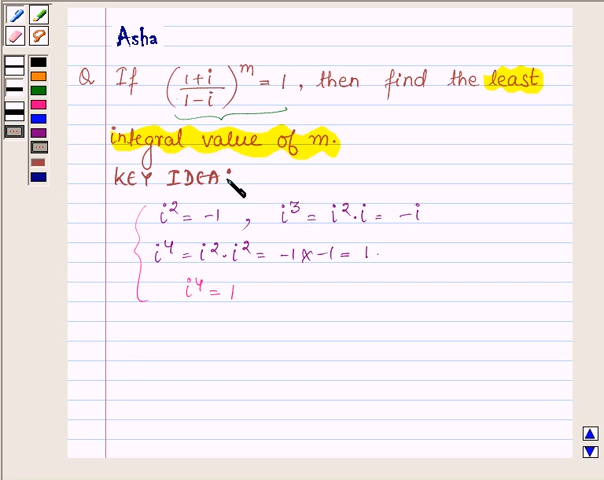 Asha
Q If ((1+i)/(1-i))^m = 1, then find the least
integral value of m.
KEY IDEA:
i² = -1 , i³ = i²·i = -i
i⁴ = i²·i² = -1 x -1 = 1.
i⁴ = 1